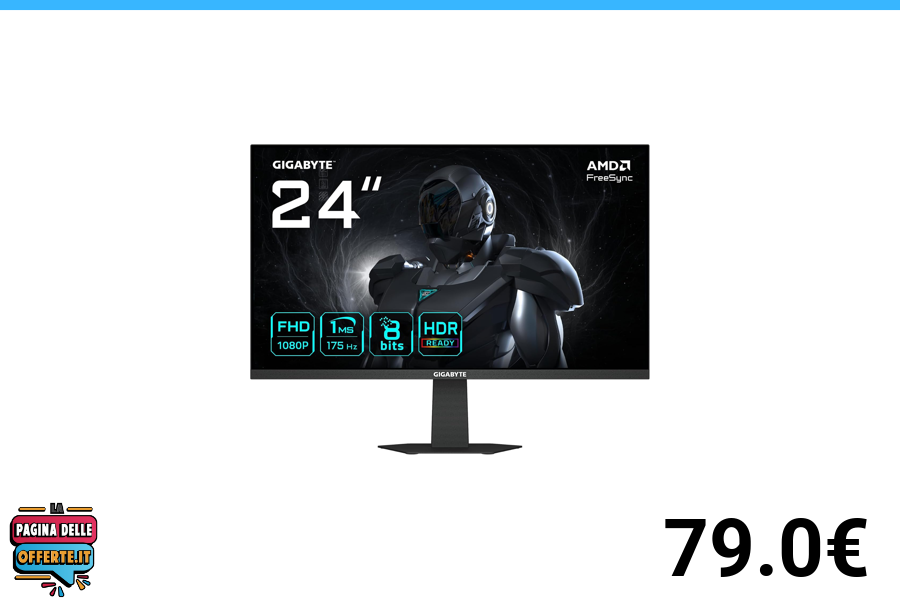 GIGABYTE
24"
AMD
FreeSync
FHD
1080P
1MS
175 Hz
8
bits
HDR
READY
GIGABYTE
LA
PAGINA DELLE
OFFERTE.IT
79.0€